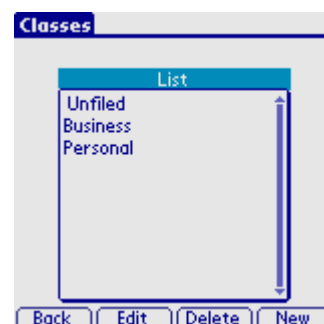 Classes
List
Unfiled
Business
Personal
Back Edit Delete New